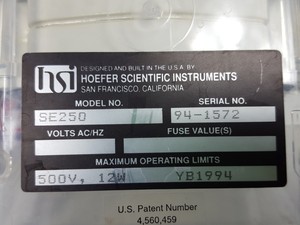 hsi
DESIGNED AND BUILT IN THE U.S.A. BY
HOEFER SCIENTIFIC INSTRUMENTS
SAN FRANCISCO, CALIFORNIA
MODEL NO. SERIAL NO.
SE250 94-1572
VOLTS AC/HZ FUSE VALUE(S)
MAXIMUM OPERATING LIMITS
500V, 12W YB1994
U.S. Patent Number
4,560,459